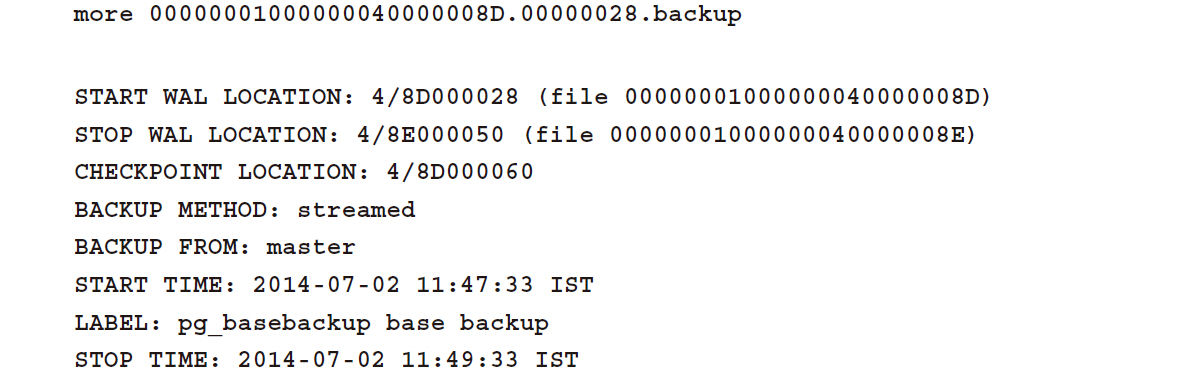 more 00000001000000040000008D.00000028.backup
START WAL LOCATION: 4/8D000028 (file 00000001000000040000008D)
STOP WAL LOCATION: 4/8E000050 (file 00000001000000040000008E)
CHECKPOINT LOCATION: 4/8D000060
BACKUP METHOD: streamed
BACKUP FROM: master
START TIME: 2014-07-02 11:47:33 IST
LABEL: pg_basebackup base backup
STOP TIME: 2014-07-02 11:49:33 IST